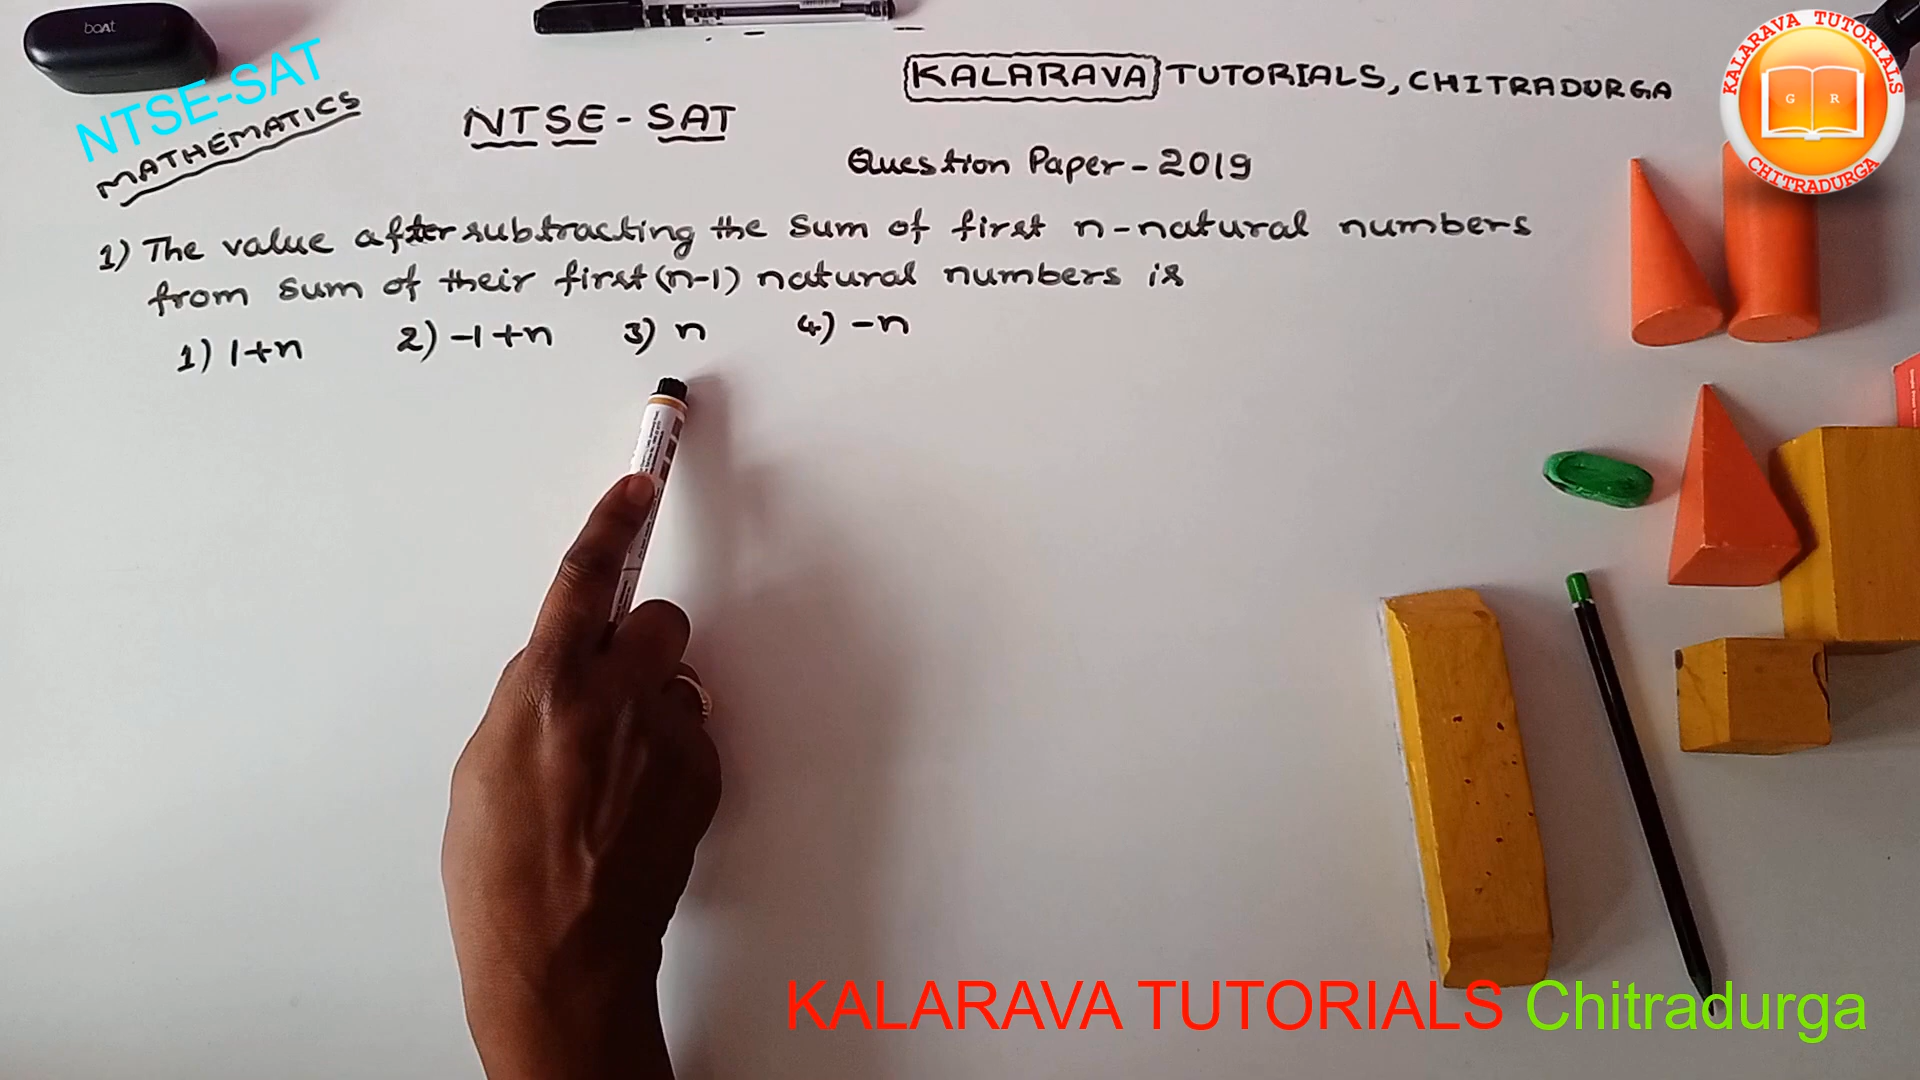 boAt
NTSE-SAT
MATHEMATICS
NTSE - SAT
KALARAVA TUTORIALS, CHITRADURGA
Question Paper - 2019
KALARAVA TUTORIALS
G R
CHITRADURGA
1) The value after subtracting the sum of first n-natural numbers
from sum of their first (n-1) natural numbers is
1) 1+n 2) -1+n 3) n 4) -n
KALARAVA TUTORIALS Chitradurga